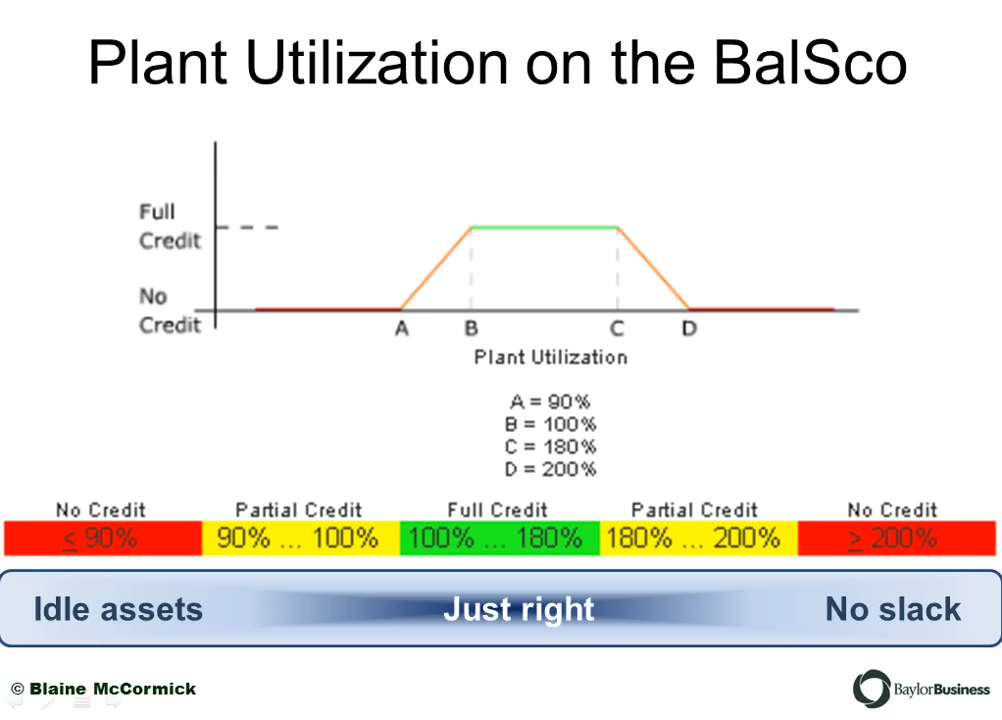 Plant Utilization on the BalSco
Full
Credit
No
Credit
A B C D
Plant Utilization
A = 90%
B = 100%
C = 180%
D = 200%
No Credit Partial Credit Full Credit Partial Credit No Credit
≤ 90% 90% ... 100% 100% ... 180% 180% ... 200% ≥ 200%
Idle assets Just right No slack
© Blaine McCormick
BaylorBusiness